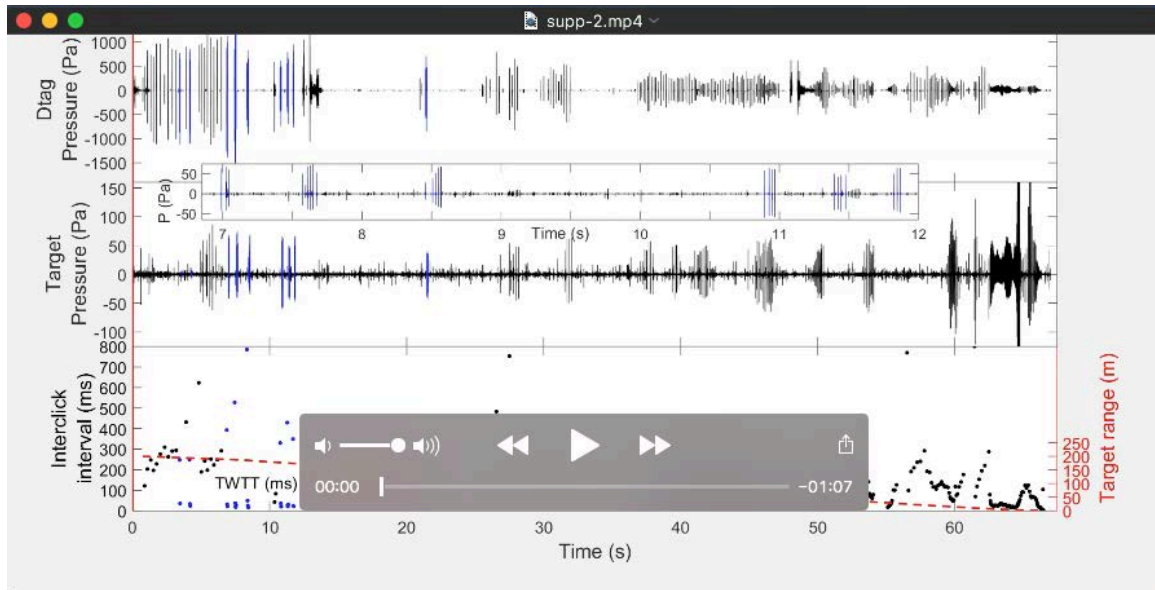 supp-2.mp4
Dtag
Pressure (Pa)
1000
500
0
-500
-1000
-1500
P (Pa)
50
0
-50
7 8 9 Time (s) 10 11 12
Target
Pressure (Pa)
150
100
50
0
-50
-100
Interclick
interval (ms)
800
700
600
500
400
300
200
100
0
TWTT (ms)
00:00
-01:07
250
200
150
100
50
0
Target range (m)
0 10 20 30 40 50 60
Time (s)